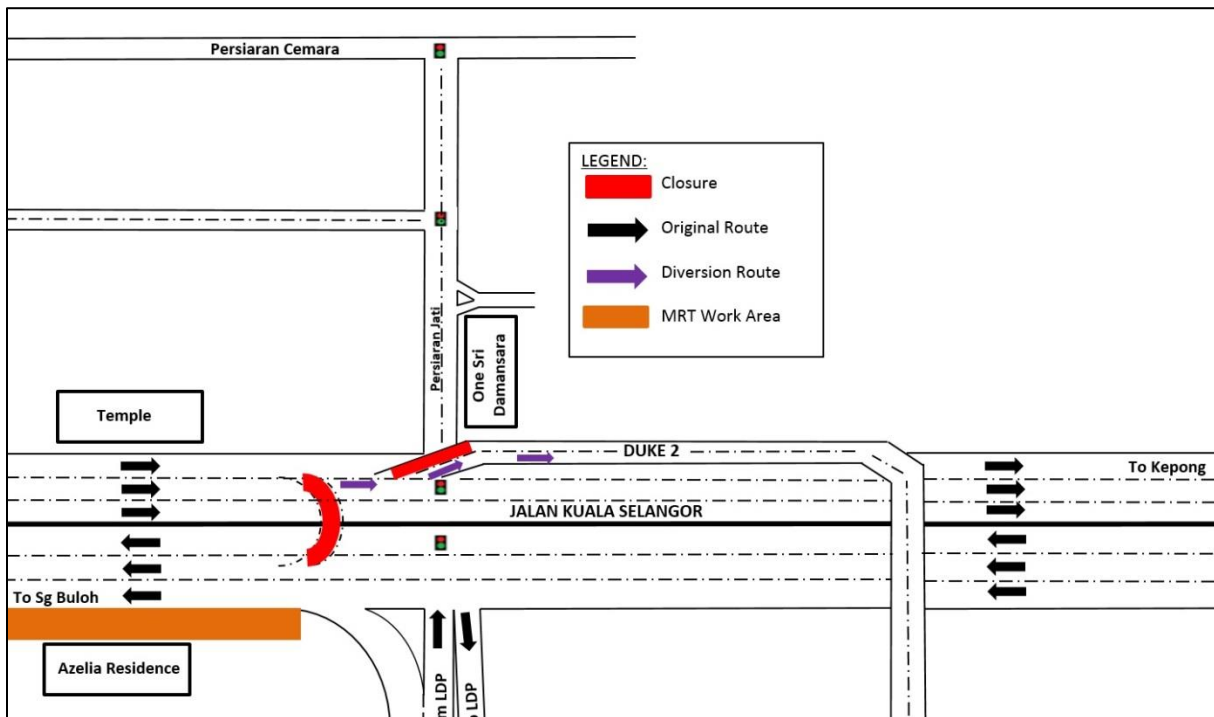 Persiaran Cemara
LEGEND:
Closure
Original Route
Diversion Route
MRT Work Area
Persiaran Jati
One Sri
Damansara
Temple
DUKE 2
To Kepong
JALAN KUALA SELANGOR
To Sg Buloh
Azelia Residence
LDP
LDP